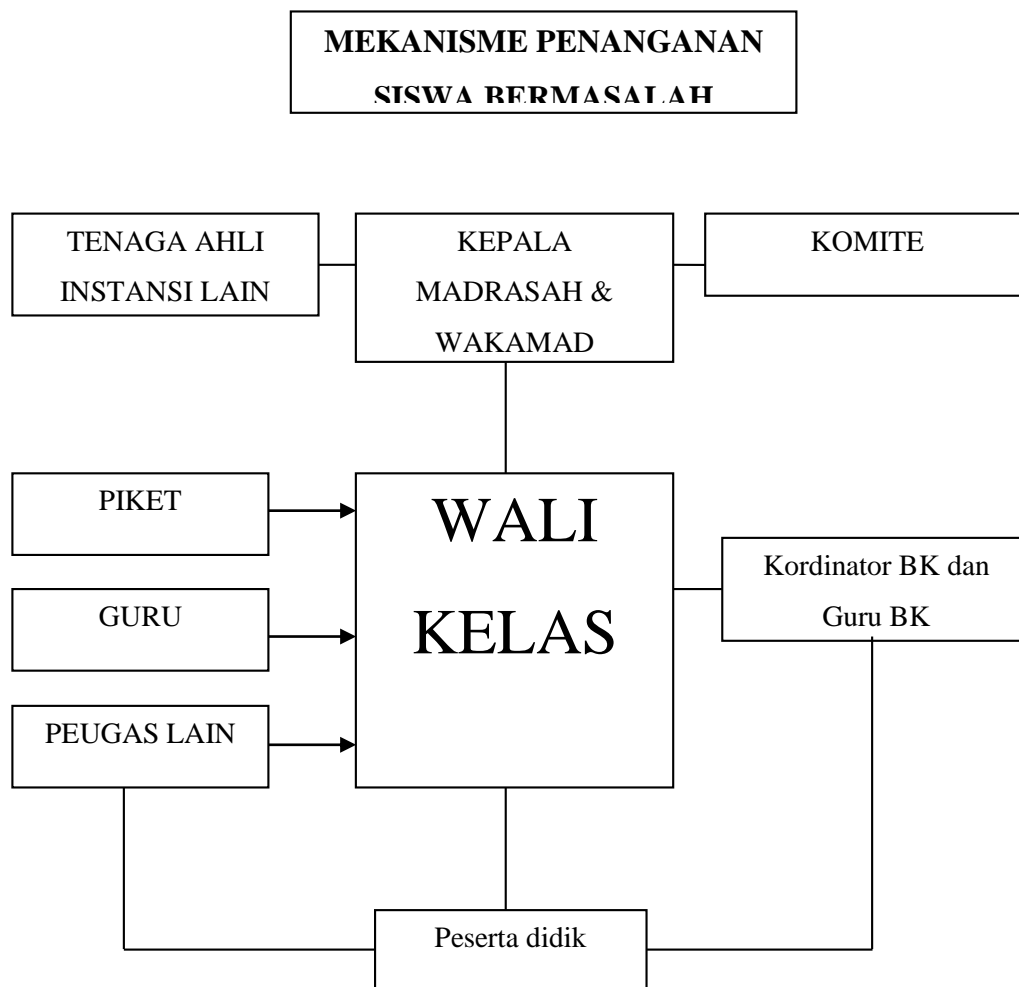 MEKANISME PENANGANAN
SISWA BERMASALAH
TENAGA AHLI
INSTANSI LAIN
KEPALA
MADRASAH &
WAKAMAD
KOMITE
PIKET
GURU
PEUGAS LAIN
WALI
KELAS
Kordinator BK dan
Guru BK
Peserta didik